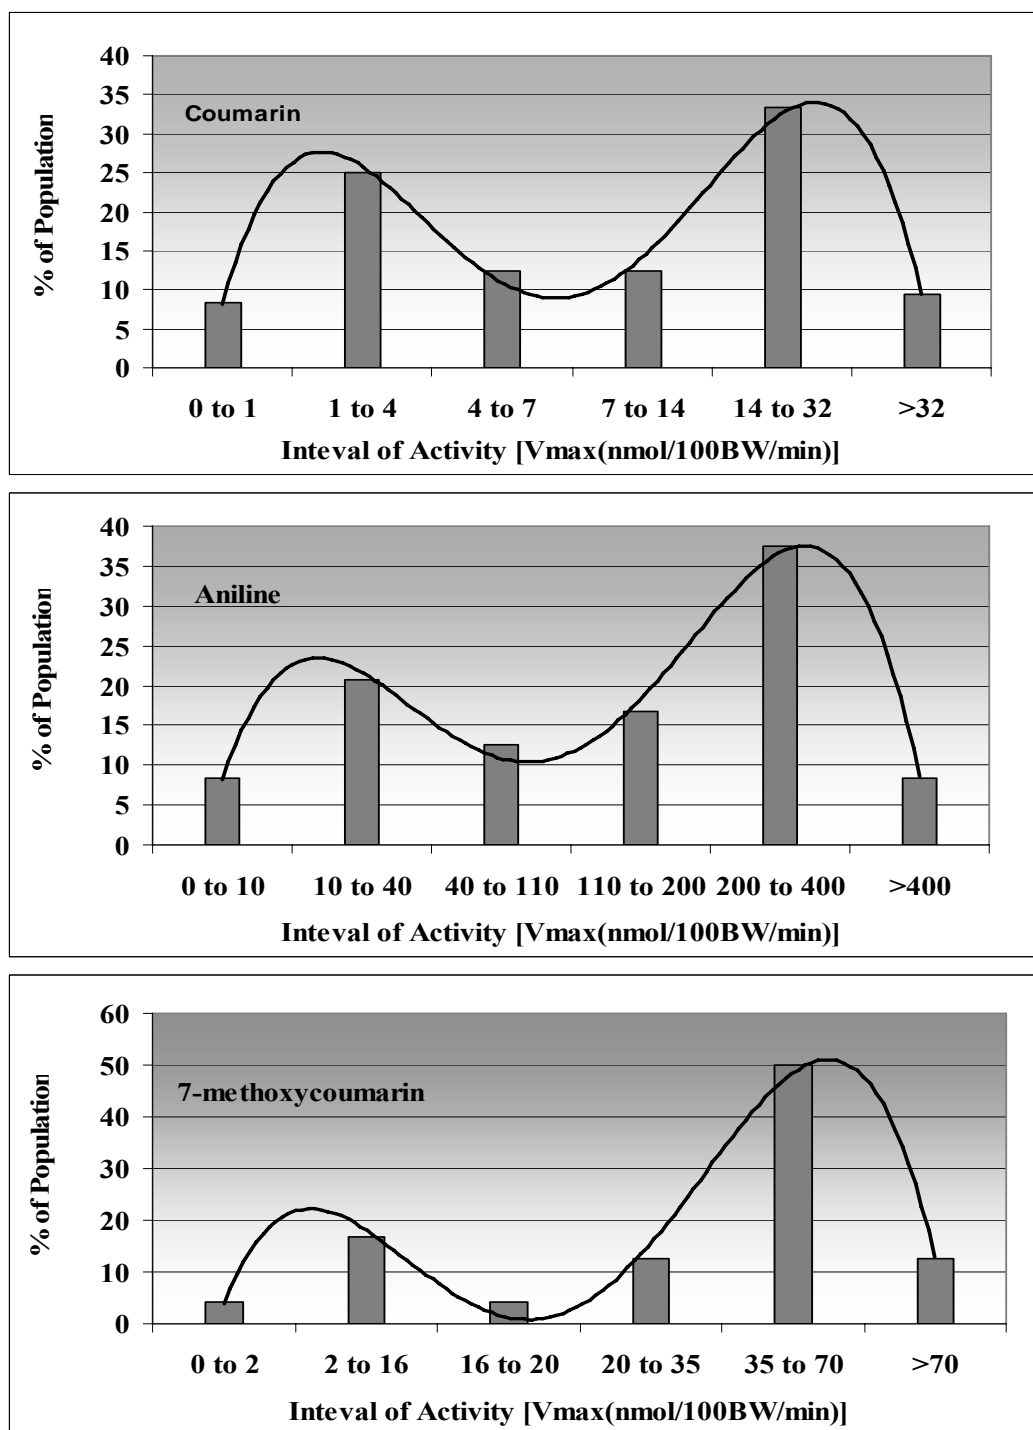 40
35
30
25
20
15
10
5
0
% of Population
Coumarin
0 to 1 1 to 4 4 to 7 7 to 14 14 to 32 >32
Inteval of Activity [Vmax(nmol/100BW/min)]
40
35
30
25
20
15
10
5
0
% of Population
Aniline
0 to 10 10 to 40 40 to 110 110 to 200 200 to 400 >400
Inteval of Activity [Vmax(nmol/100BW/min)]
60
50
40
30
20
10
0
% of Population
7-methoxycoumarin
0 to 2 2 to 16 16 to 20 20 to 35 35 to 70 >70
Inteval of Activity [Vmax(nmol/100BW/min)]